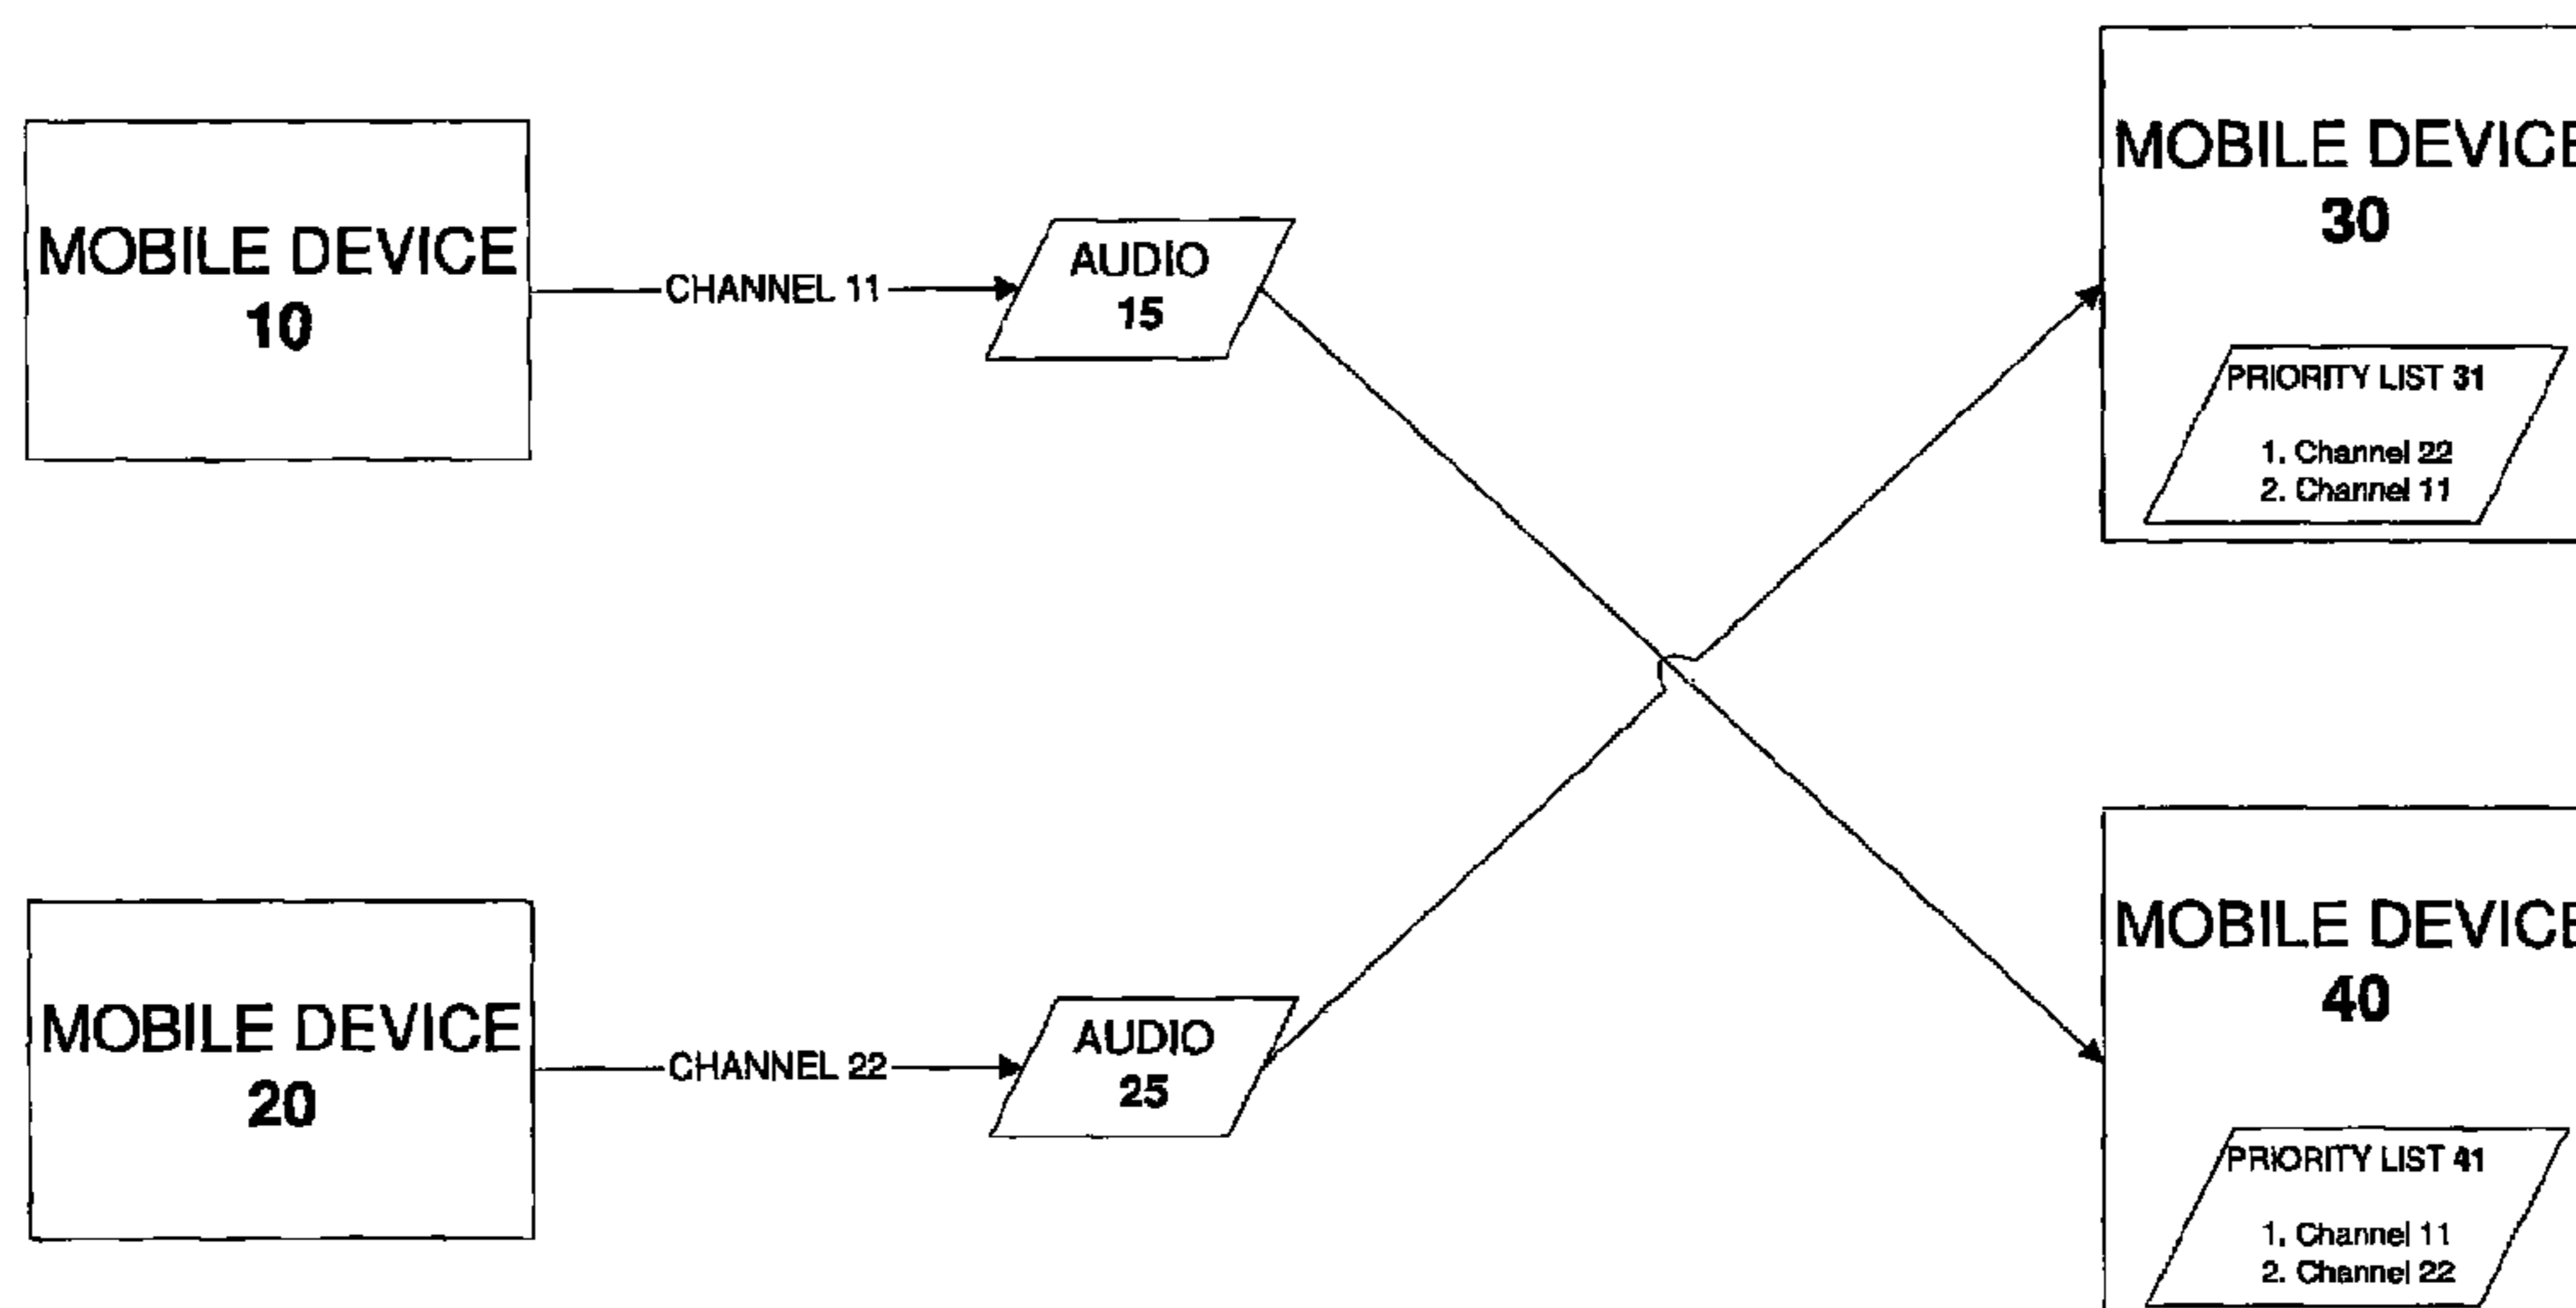 MOBILE DEVICE
10
CHANNEL 11
AUDIO
15
MOBILE DEVICE
30
PRIORITY LIST 31
1. Channel 22
2. Channel 11
MOBILE DEVICE
20
CHANNEL 22
AUDIO
25
MOBILE DEVICE
40
PRIORITY LIST 41
1. Channel 11
2. Channel 22